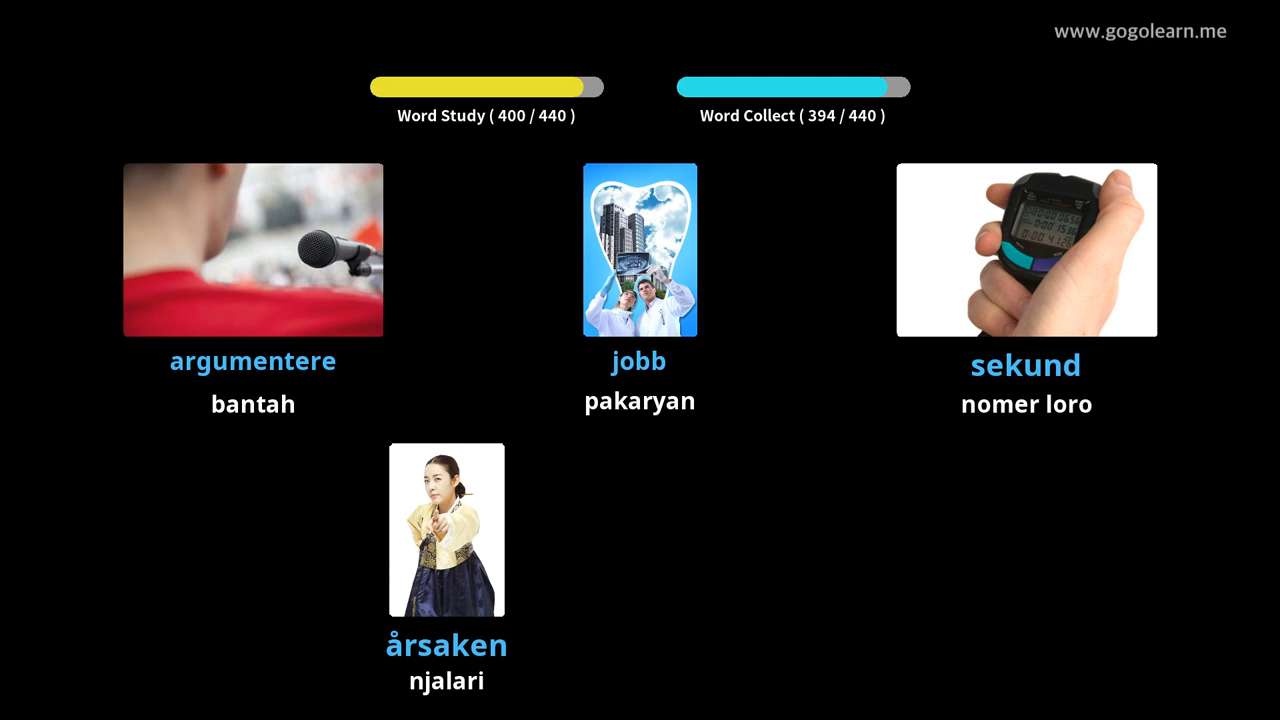 www.gogolearn.me
Word Study ( 400 / 440 )
Word Collect ( 394 / 440 )
argumentere
bantah
jobb
pakaryan
sekund
nomer loro
årsaken
njalari